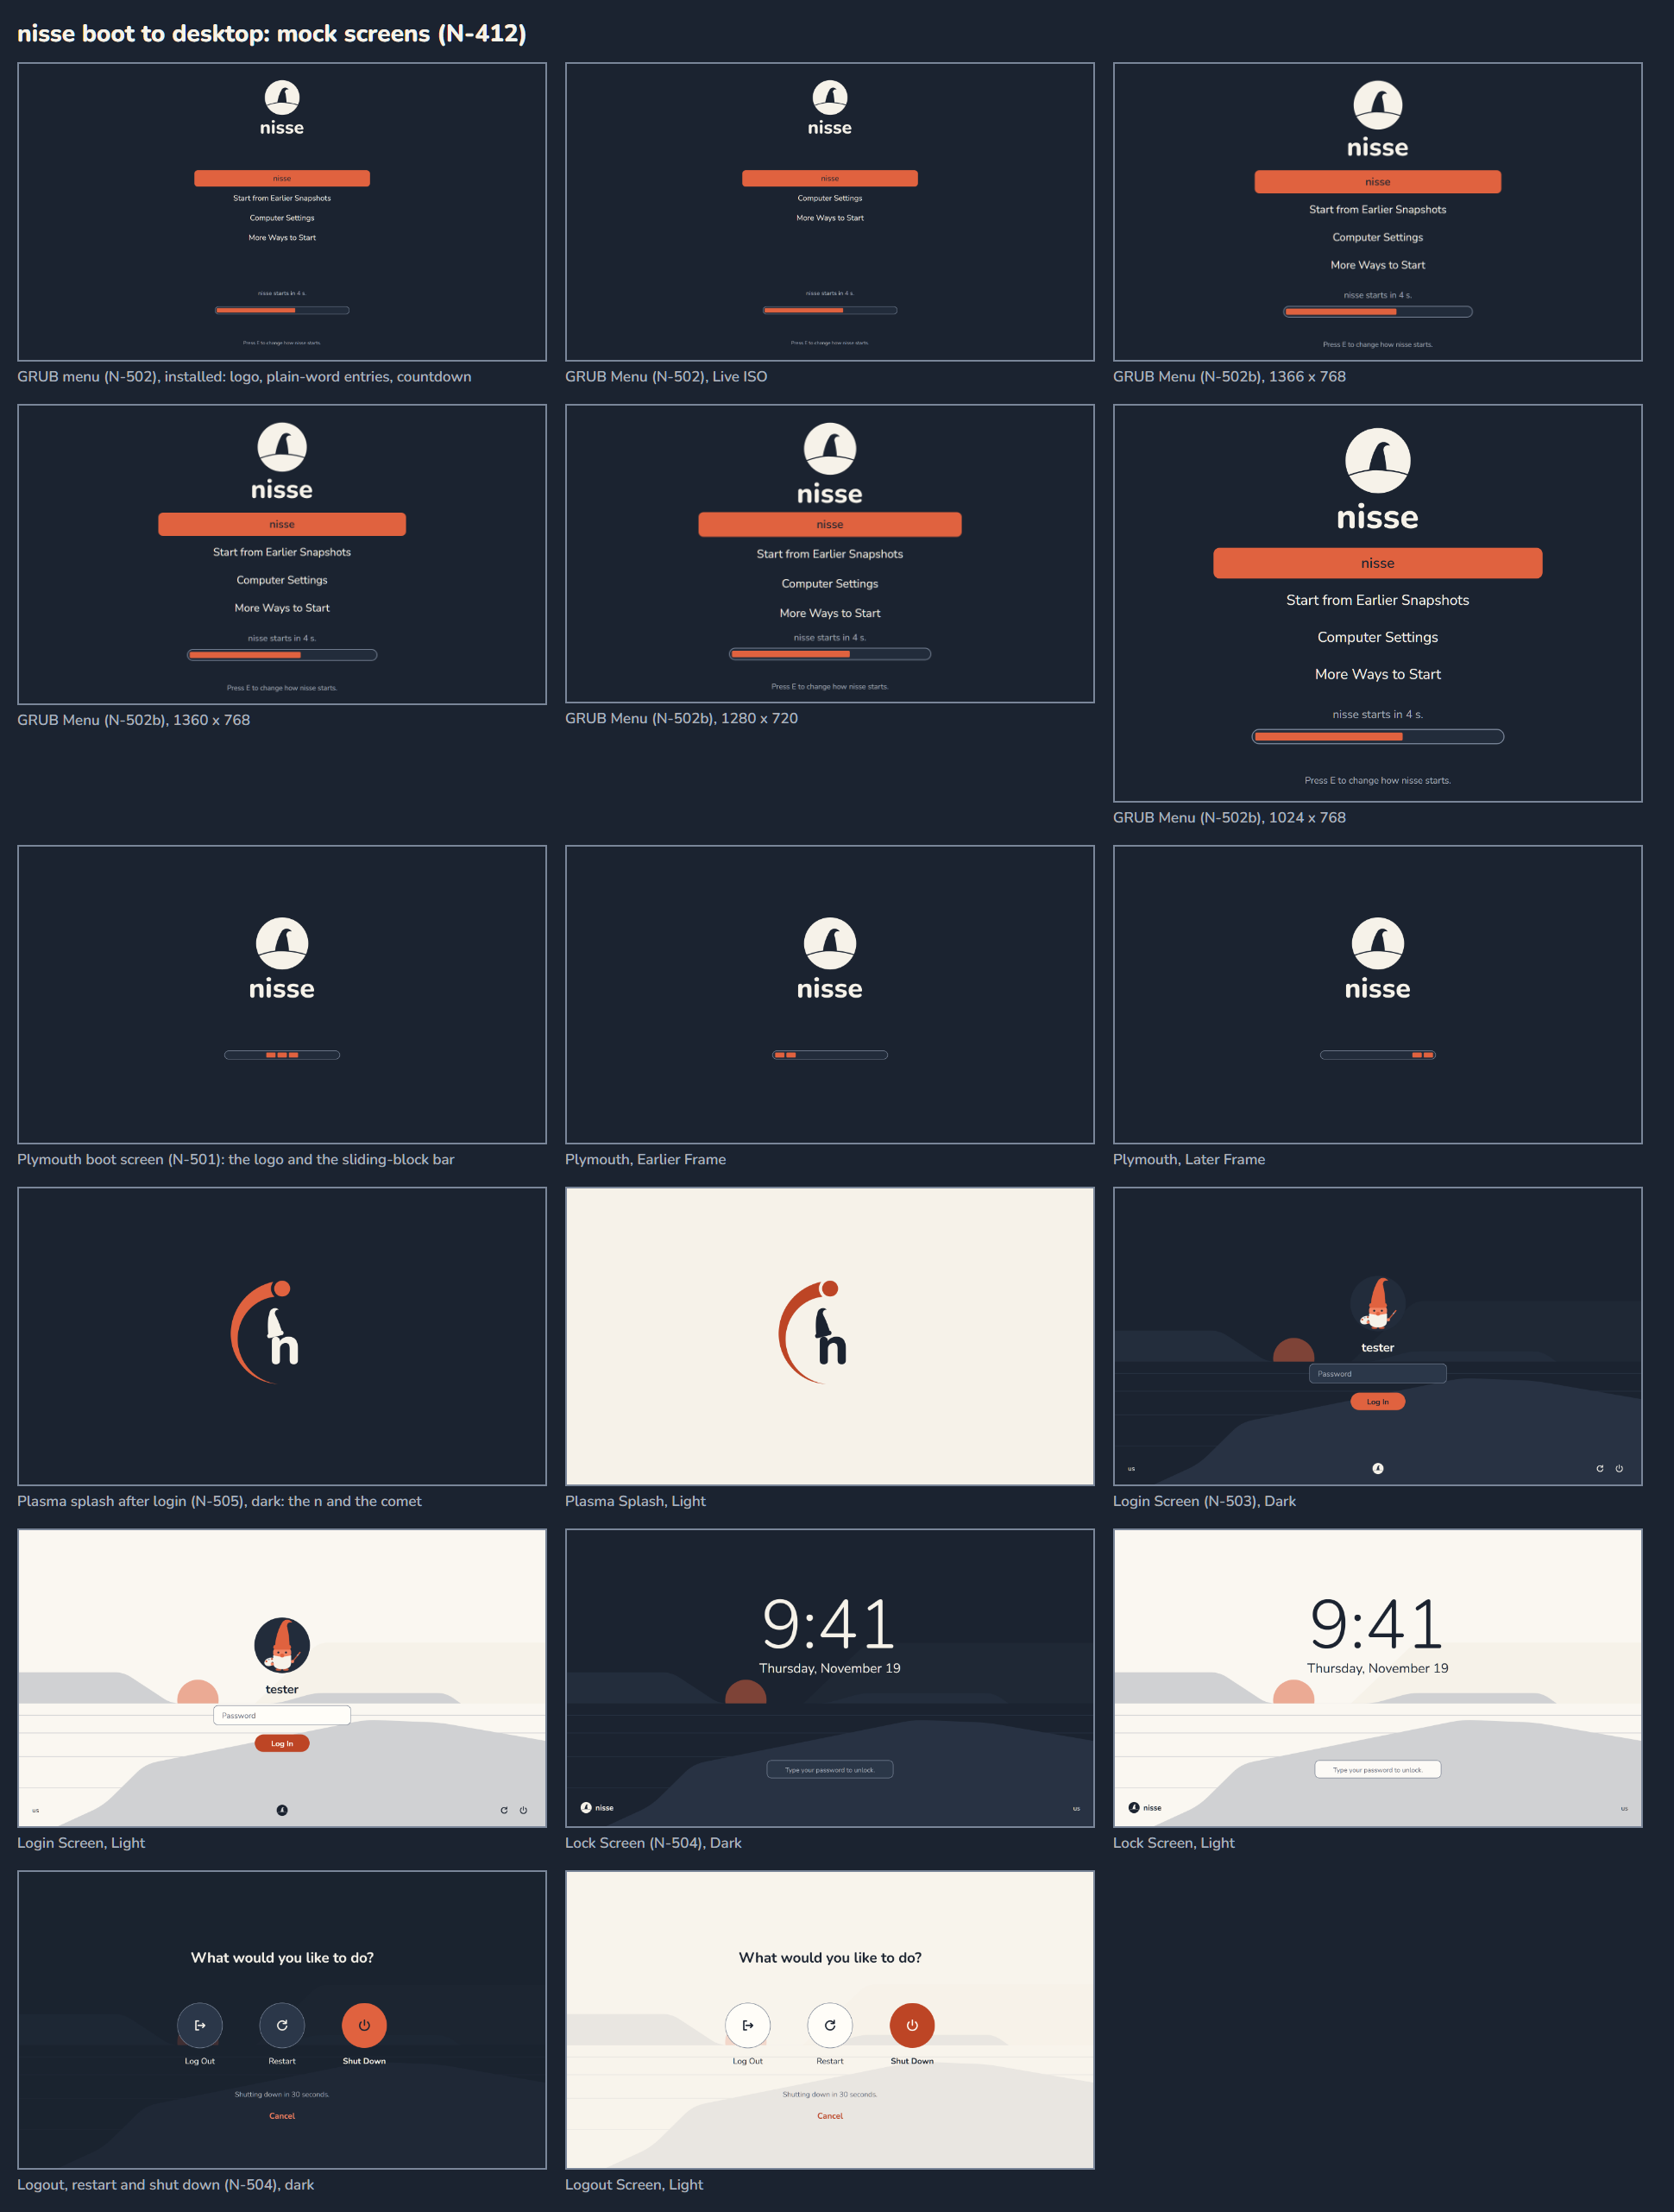 nisse boot to desktop: mock screens (N-412)
nisse
nisse
Start from Earlier Snapshots
Computer Settings
More Ways to Start
nisse starts in 4 s.
Press E to change how nisse starts.
GRUB menu (N-502), installed: logo, plain-word entries, countdown
nisse
nisse
Computer Settings
More Ways to Start
nisse starts in 4 s.
Press E to change how nisse starts.
GRUB Menu (N-502), Live ISO
nisse
nisse
Start from Earlier Snapshots
Computer Settings
More Ways to Start
nisse starts in 4 s.
Press E to change how nisse starts.
GRUB Menu (N-502b), 1366 x 768
nisse
nisse
Start from Earlier Snapshots
Computer Settings
More Ways to Start
nisse starts in 4 s.
Press E to change how nisse starts.
GRUB Menu (N-502b), 1360 x 768
nisse
nisse
Start from Earlier Snapshots
Computer Settings
More Ways to Start
nisse starts in 4 s.
Press E to change how nisse starts.
GRUB Menu (N-502b), 1280 x 720
nisse
nisse
Start from Earlier Snapshots
Computer Settings
More Ways to Start
nisse starts in 4 s.
Press E to change how nisse starts.
GRUB Menu (N-502b), 1024 x 768
nisse
Plymouth boot screen (N-501): the logo and the sliding-block bar
nisse
Plymouth, Earlier Frame
nisse
Plymouth, Later Frame
n
Plasma splash after login (N-505), dark: the n and the comet
n
Plasma Splash, Light
tester
Password
Log In
us
Login Screen (N-503), Dark
tester
Password
Log In
us
Login Screen, Light
9:41
Thursday, November 19
Type your password to unlock.
nisse
us
Lock Screen (N-504), Dark
9:41
Thursday, November 19
Type your password to unlock.
nisse
us
Lock Screen, Light
What would you like to do?
Log Out
Restart
Shut Down
Shutting down in 30 seconds.
Cancel
Logout, restart and shut down (N-504), dark
What would you like to do?
Log Out
Restart
Shut Down
Shutting down in 30 seconds.
Cancel
Logout Screen, Light